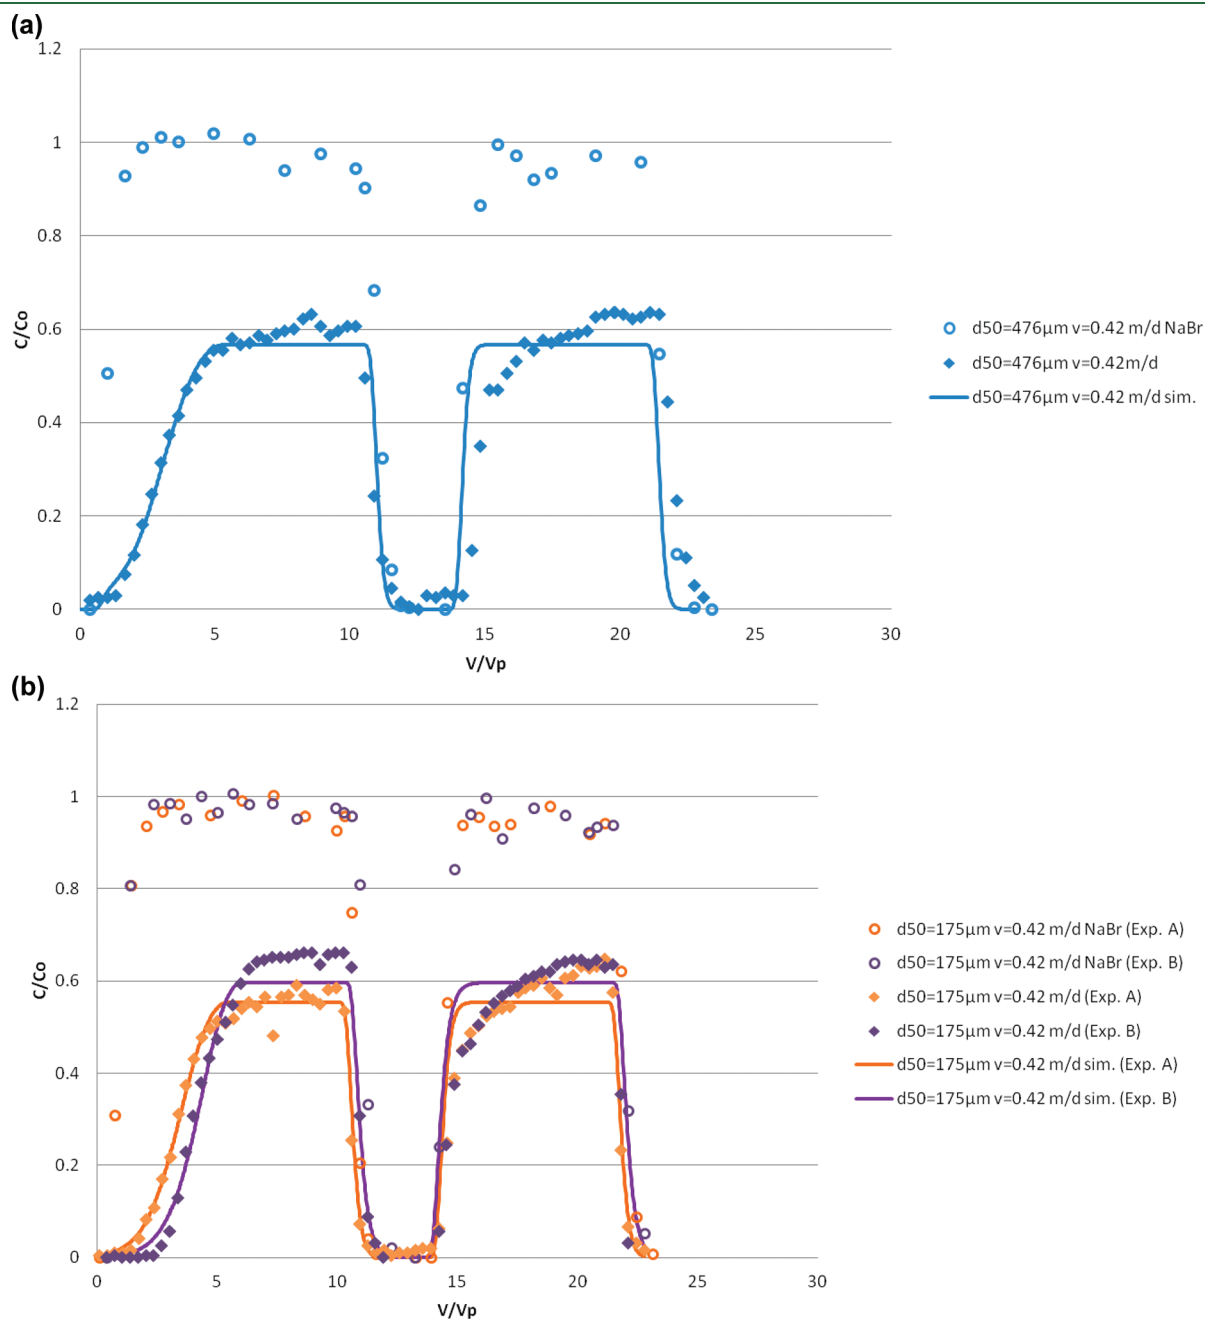 (a)
1.2
1
0.8
0.6
0.4
0.2
0
C/Co
0 5 10 15 20 25 30
V/Vp
d50=476µm v=0.42 m/d NaBr
d50=476µm v=0.42m/d
d50=476µm v=0.42 m/d sim.
(b)
1.2
1
0.8
0.6
0.4
0.2
0
C/Co
0 5 10 15 20 25 30
V/Vp
d50=175µm v=0.42 m/d NaBr (Exp. A)
d50=175µm v=0.42 m/d NaBr (Exp. B)
d50=175µm v=0.42 m/d (Exp. A)
d50=175µm v=0.42 m/d (Exp. B)
d50=175µm v=0.42 m/d sim. (Exp. A)
d50=175µm v=0.42 m/d sim. (Exp. B)